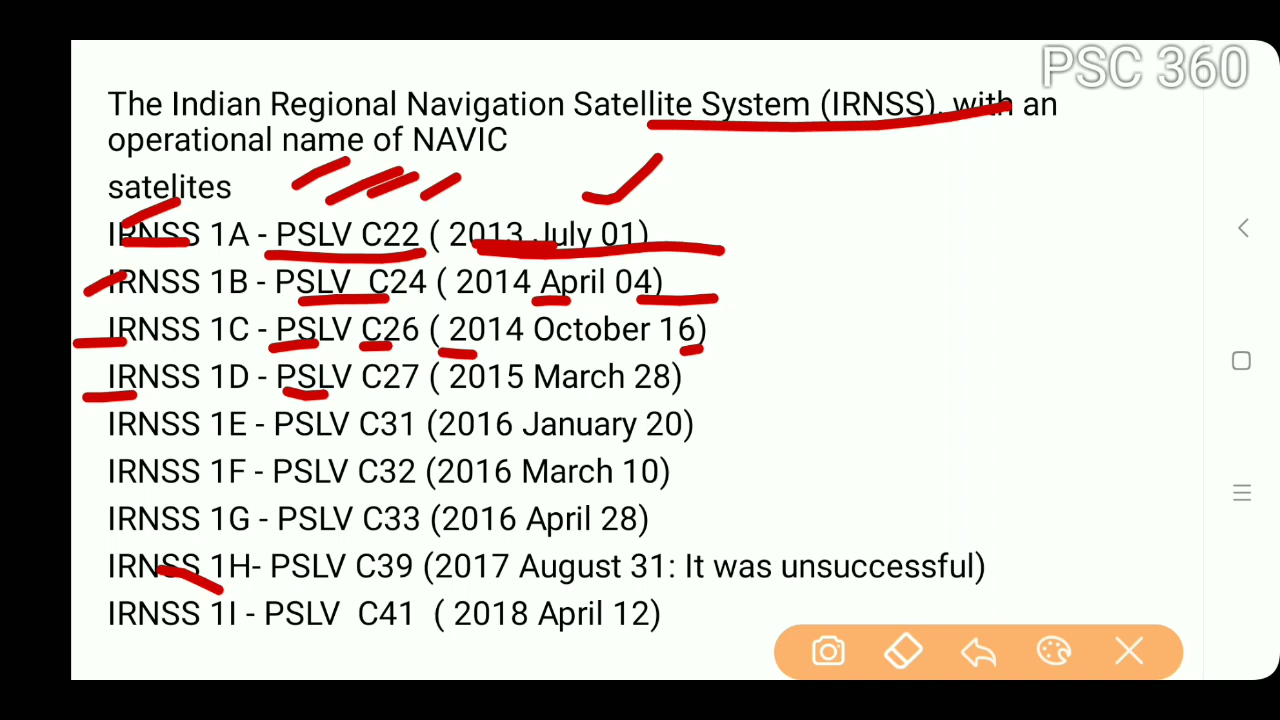 PSC 360
The Indian Regional Navigation Satellite System (IRNSS), with an
operational name of NAVIC
satelites
IRNSS 1A - PSLV C22 ( 2013 July 01)
IRNSS 1B - PSLV C24 ( 2014 April 04)
IRNSS 1C - PSLV C26 ( 2014 October 16)
IRNSS 1D - PSLV C27 ( 2015 March 28)
IRNSS 1E - PSLV C31 (2016 January 20)
IRNSS 1F - PSLV C32 (2016 March 10)
IRNSS 1G - PSLV C33 (2016 April 28)
IRNSS 1H- PSLV C39 (2017 August 31: It was unsuccessful)
IRNSS 1I - PSLV C41 ( 2018 April 12)